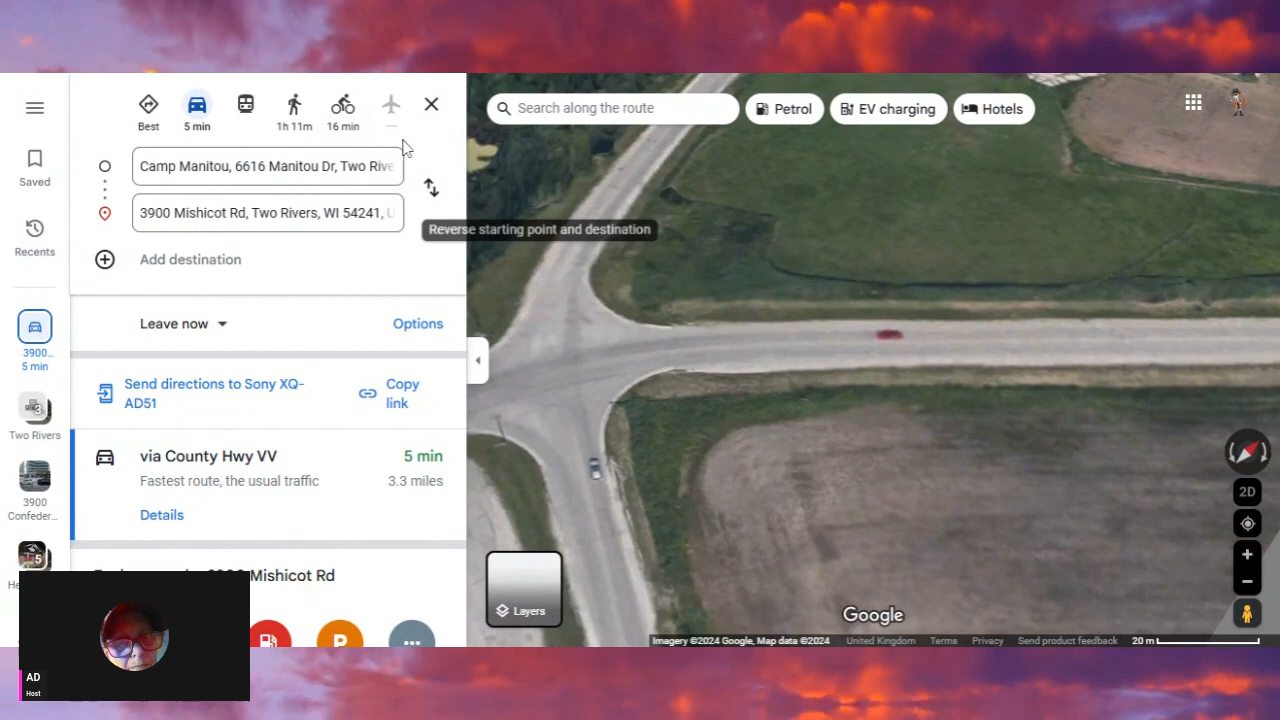 Best
5 min
1h 11m
16 min
Search along the route
Petrol
EV charging
Hotels
Saved
Recents
Camp Manitou, 6616 Manitou Dr, Two Rive
3900 Mishicot Rd, Two Rivers, WI 54241,
Reverse starting point and destination
Add destination
Leave now
Options
3900...
5 min
Send directions to Sony XQ-
AD51
Copy
link
3
Two Rivers
via County Hwy VV
5 min
Fastest route, the usual traffic
3.3 miles
Details
3900
Confeder...
5
Mishicot Rd
P
2D
Layers
Google
Imagery ©2024 Google, Map data ©2024
United Kingdom
Terms
Privacy
Send product feedback
20 m
AD
Host